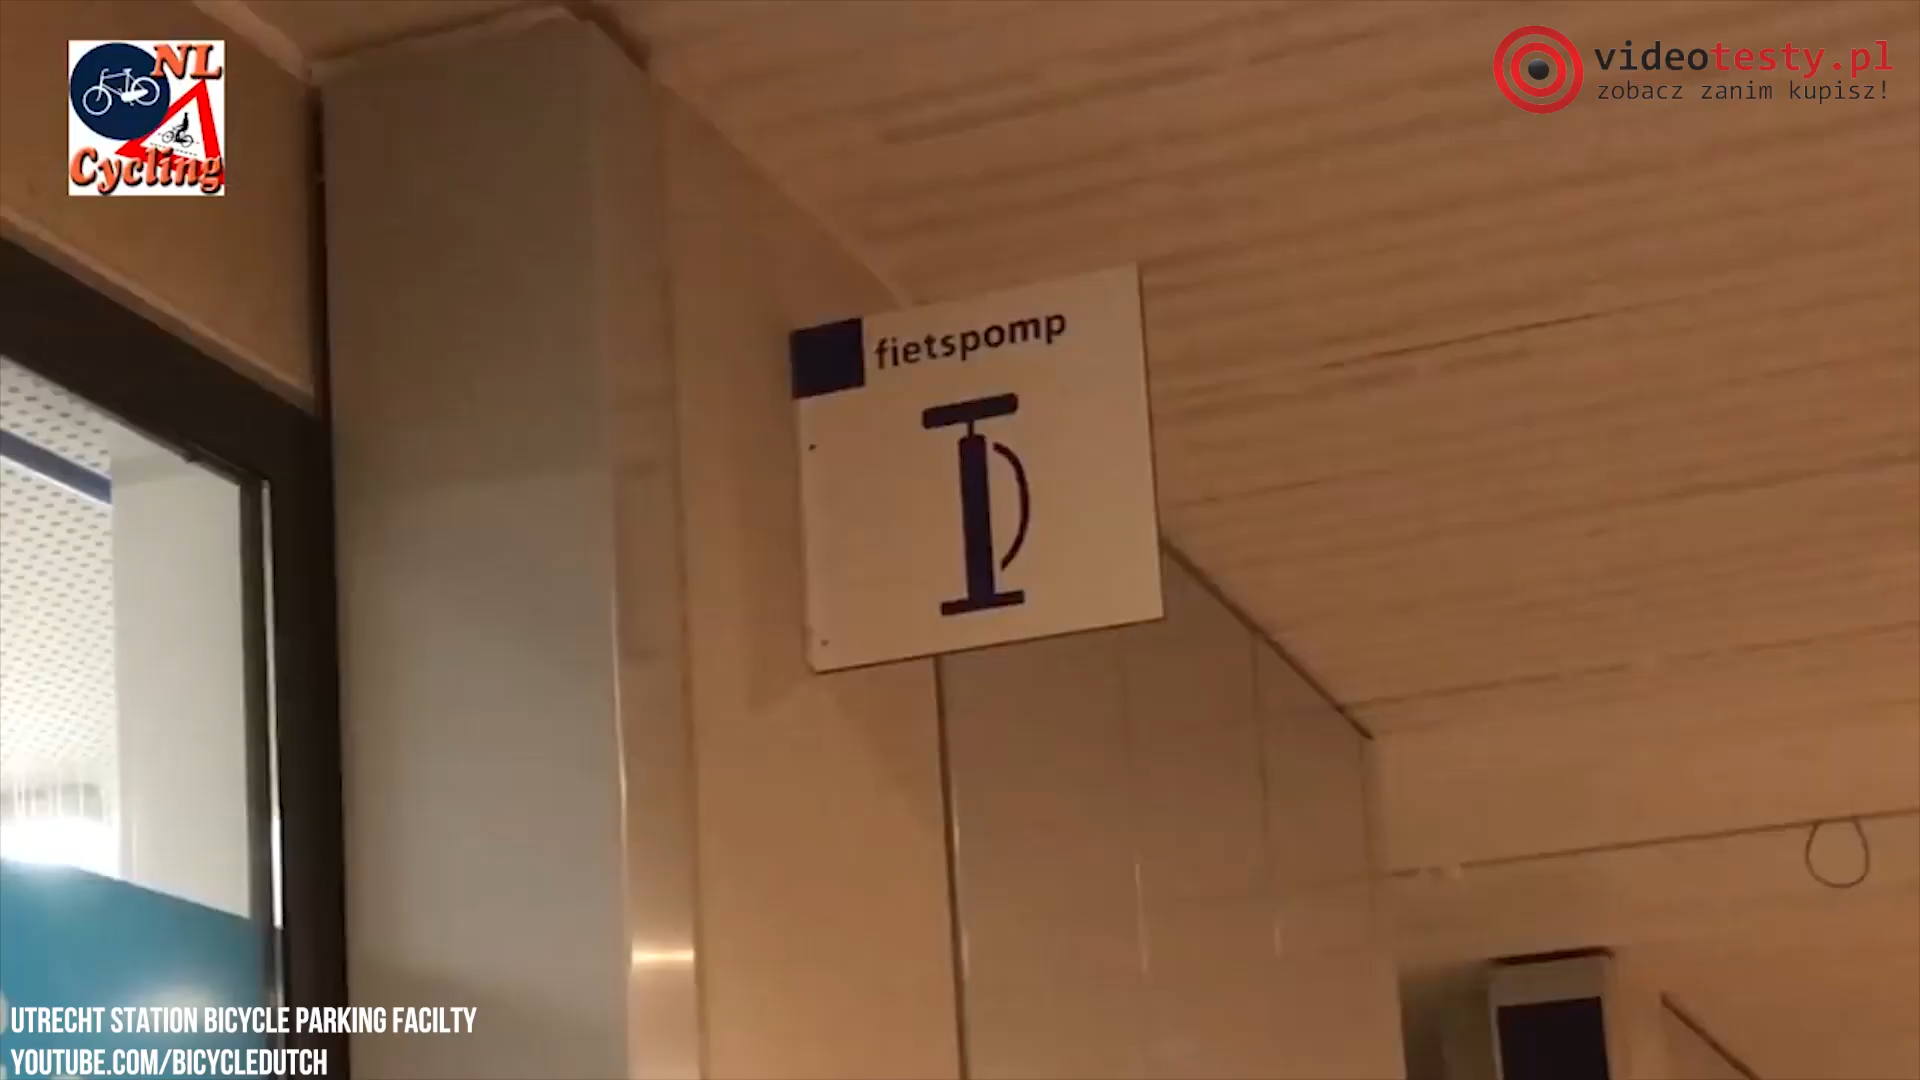 NL
Cycling
videotesty.pl
zobacz zanim kupisz!
fietspomp
UTRECHT STATION BICYCLE PARKING FACILTY
YOUTUBE.COM/BICYCLEDUTCH